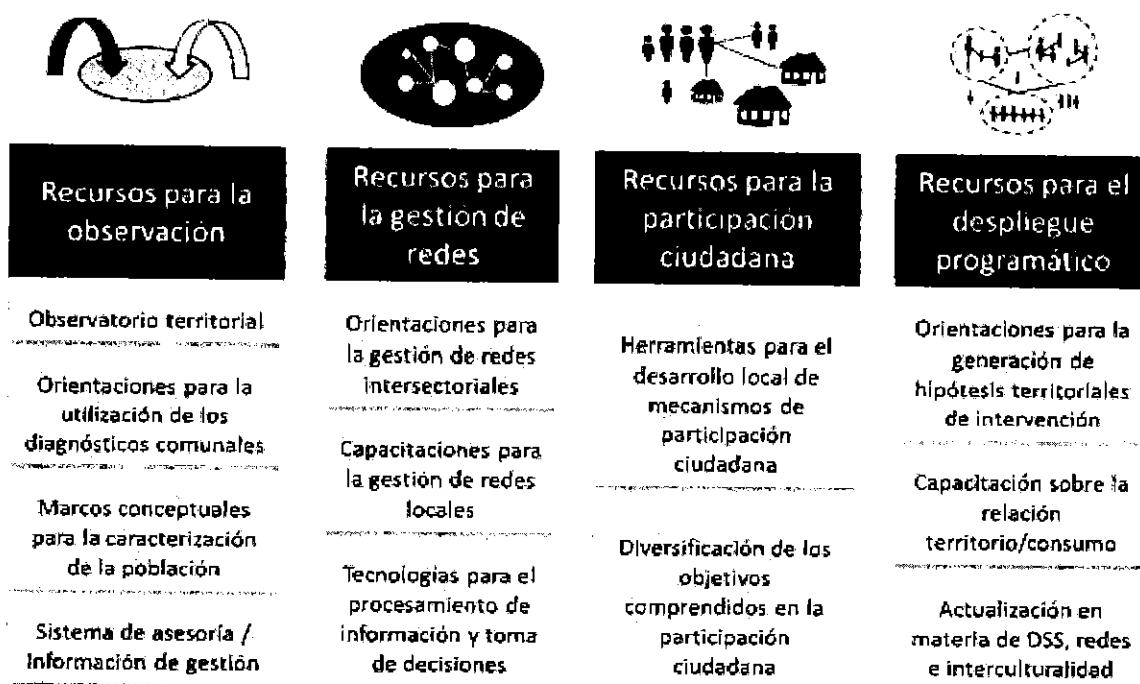 Recursos para la
observación
Observatorio territorial
Orientaciones para la
utilización de los
diagnósticos comunales
Marcos conceptuales
para la caracterización
de la población
Sistema de asesoría /
Información de gestión
Recursos para
la gestión de
redes
Orientaciones para
la gestión de redes
intersectoriales
Capacitaciones para
la gestión de redes
locales
Tecnologías para el
procesamiento de
información y toma
de decisiones
Recursos para la
participación
ciudadana
Herramientas para el
desarrollo local de
mecanismos de
participación
ciudadana
Diversificación de los
objetivos
comprendidos en la
participación
ciudadana
Recursos para el
despliegue
programático
Orientaciones para la
generación de
hipótesis territoriales
de intervención
Capacitación sobre la
relación
territorio/consumo
Actualización en
materia de DSS, redes
e interculturalidad